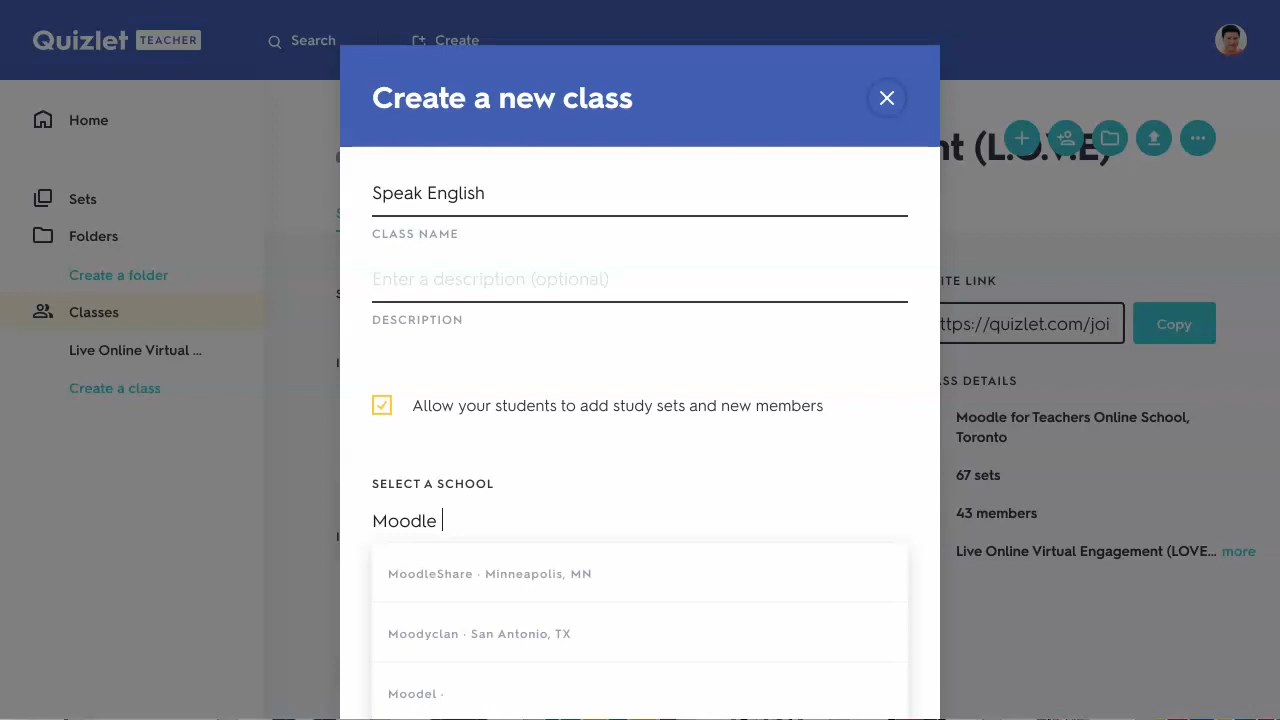 Quizlet TEACHER
Search
Create
Create a new class
Home
Sets
Folders
Create a folder
Classes
Live Online Virtual ...
Create a class
Speak English
CLASS NAME
Enter a description (optional)
DESCRIPTION
Allow your students to add study sets and new members
SELECT A SCHOOL
Moodle
MoodleShare · Minneapolis, MN
Moodyclan · San Antonio, TX
Moodel ·
nt (L.O.V.E)
ITE LINK
ttps://quizlet.com/joi
Copy
ASS DETAILS
Moodle for Teachers Online School,
Toronto
67 sets
43 members
Live Online Virtual Engagement (LOVE... more